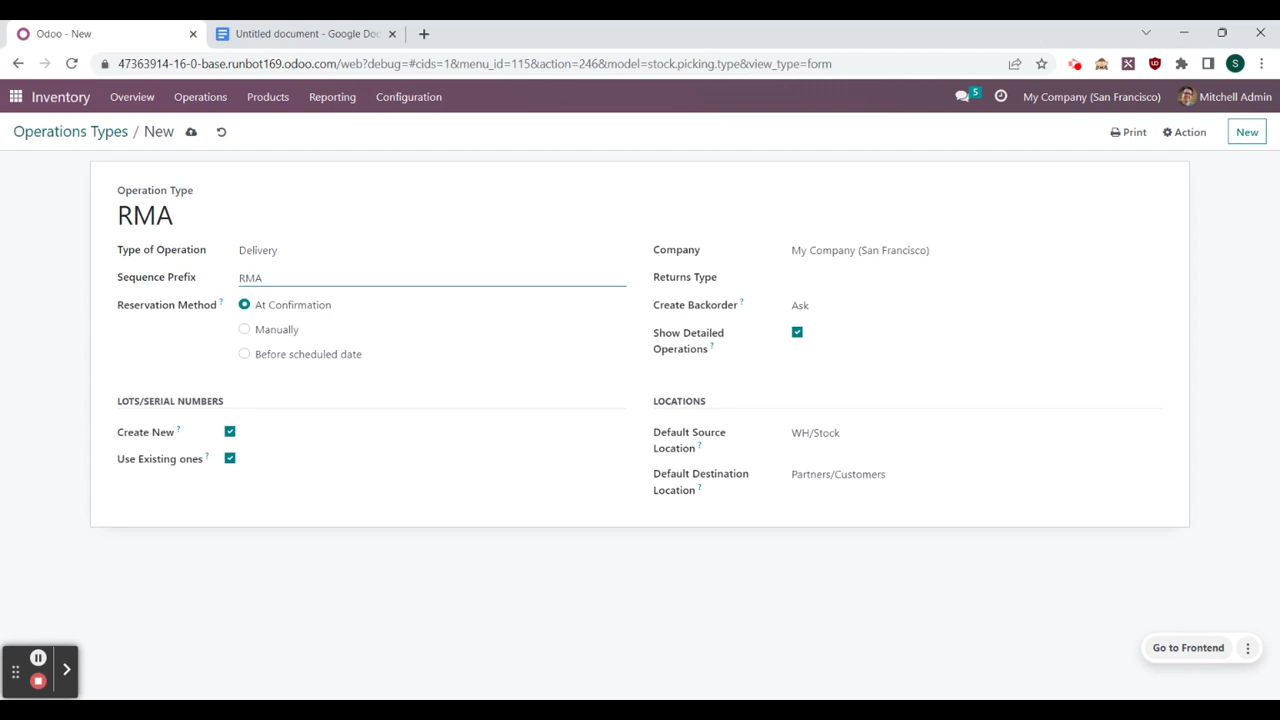 Odoo - New
Untitled document - Google Doc
47363914-16-0-base.runbot169.odoo.com/web?debug=#cids=1&menu_id=115&action=246&model=stock.picking.type&view_type=form
S
Inventory Overview Operations Products Reporting Configuration
5 My Company (San Francisco) Mitchell Admin
Operations Types / New
Print Action New
Operation Type
RMA
Type of Operation Delivery
Company My Company (San Francisco)
Sequence Prefix RMA
Returns Type
Reservation Method ? At Confirmation
Create Backorder ? Ask
Manually
Show Detailed
Operations ?
Before scheduled date
LOTS/SERIAL NUMBERS
Create New ?
Use Existing ones ?
LOCATIONS
Default Source
Location ?
WH/Stock
Default Destination
Location ?
Partners/Customers
Go to Frontend